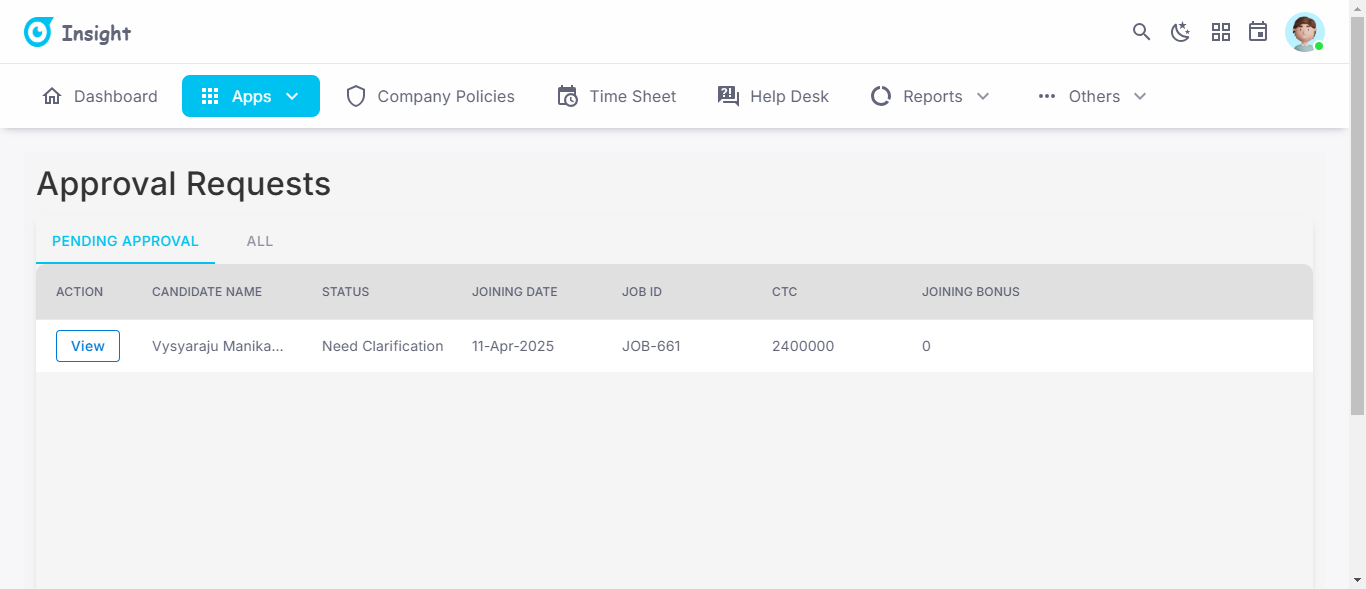 Insight
Dashboard Apps Company Policies Time Sheet Help Desk Reports Others
Approval Requests
PENDING APPROVAL ALL
ACTION CANDIDATE NAME STATUS JOINING DATE JOB ID CTC JOINING BONUS
View Vysyaraju Manika... Need Clarification 11-Apr-2025 JOB-661 2400000 0